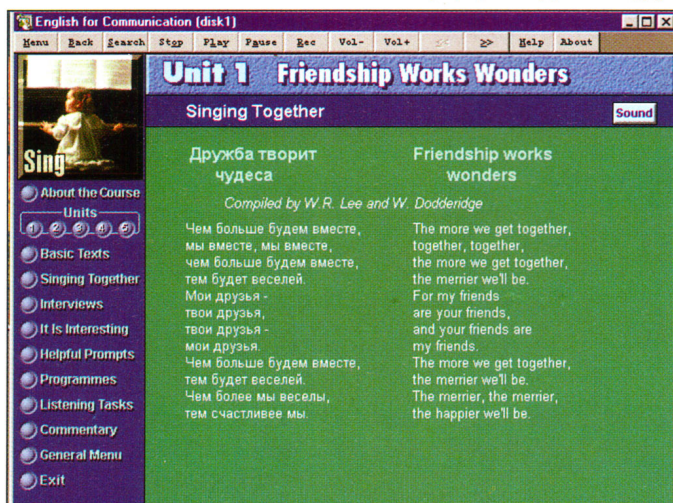 English for Communication (disk1)
Menu Back Search Stop Play Pause Rec Vol- Vol+ << >> Help About
Unit 1 Friendship Works Wonders
Singing Together
Sound
Sing
About the Course
Units
1 2 3 4 5
Basic Texts
Singing Together
Interviews
It Is Interesting
Helpful Prompts
Programmes
Listening Tasks
Commentary
General Menu
Exit
Дружба творит
чудеса
Friendship works
wonders
Compiled by W.R. Lee and W. Dodderidge
Чем больше будем вместе,
мы вместе, мы вместе,
чем больше будем вместе,
тем будет веселей.
Мои друзья -
твои друзья,
твои друзья -
мои друзья.
Чем больше будем вместе,
тем будет веселей.
Чем более мы веселы,
тем счастливее мы.
The more we get together,
together, together,
the more we get together,
the merrier we'll be.
For my friends
are your friends,
and your friends are
my friends.
The more we get together,
the merrier we'll be.
The merrier, the merrier,
the happier we'll be.